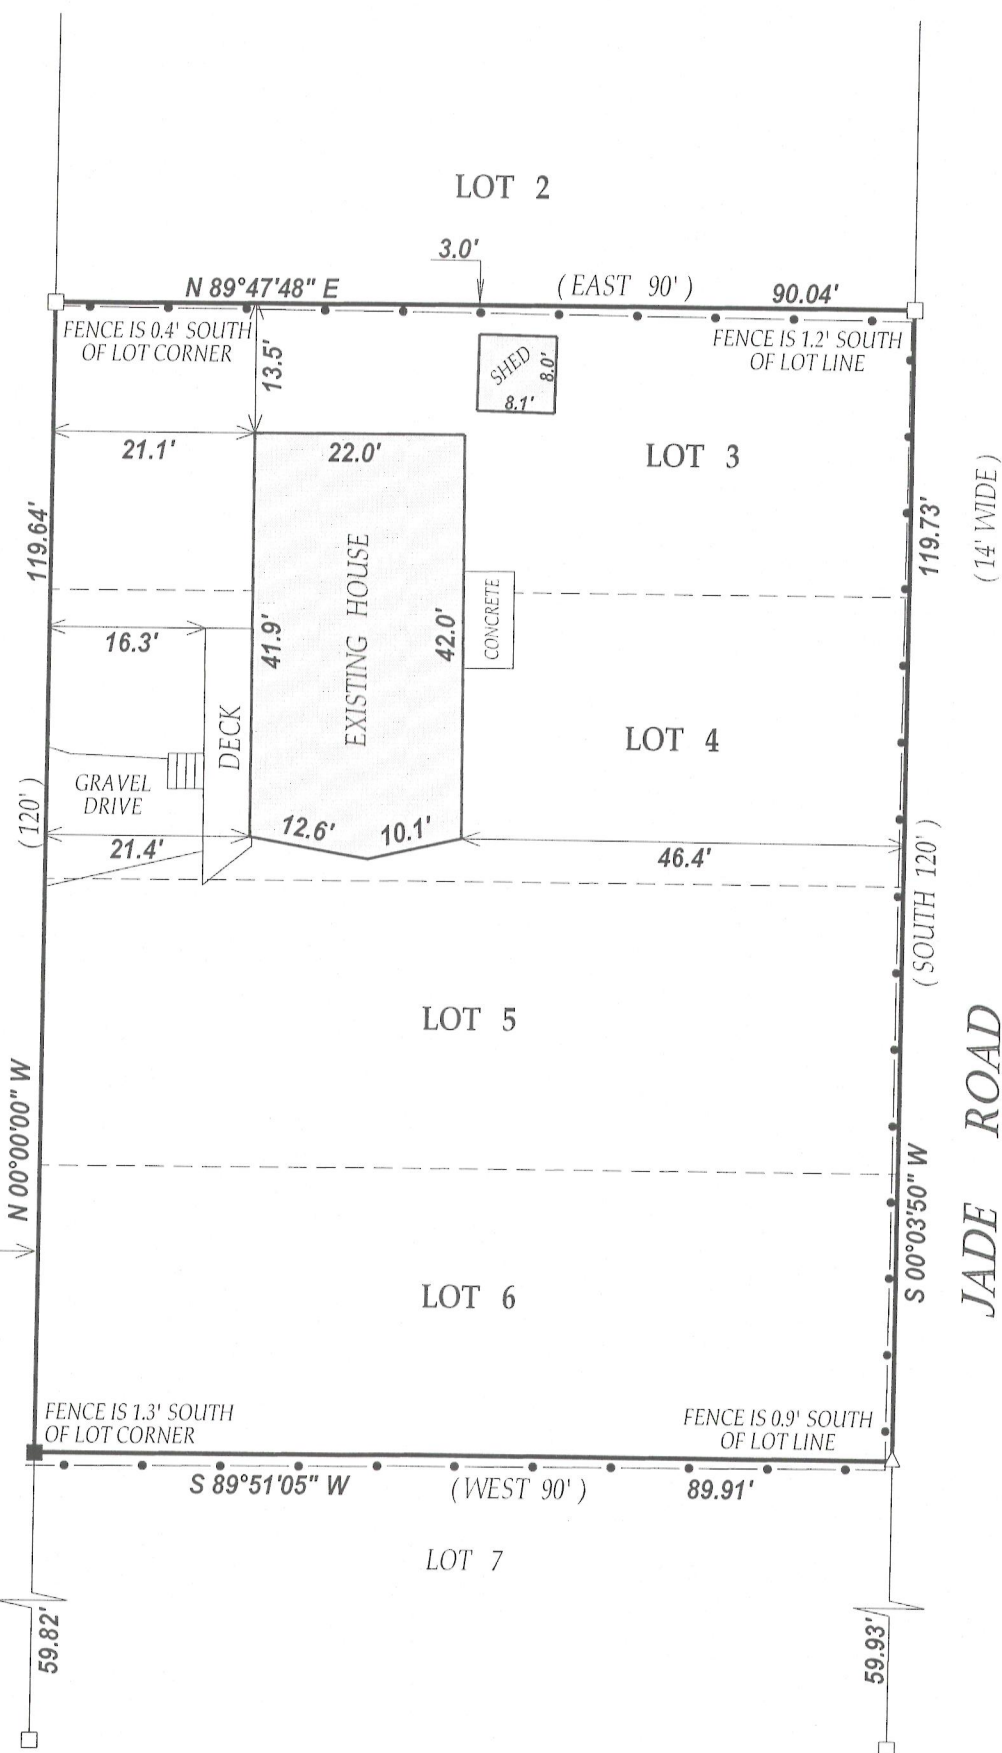 LOT 2
3.0'
N 89°47'48" E
( EAST 90' )
90.04'
FENCE IS 0.4' SOUTH
OF LOT CORNER
13.5'
SHED
8.0'
8.1'
FENCE IS 1.2' SOUTH
OF LOT LINE
21.1'
22.0'
LOT 3
119.64'
119.73'
( 14' WIDE )
16.3'
41.9'
EXISTING HOUSE
42.0'
CONCRETE
DECK
LOT 4
GRAVEL
DRIVE
( 120' )
21.4'
12.6'
10.1'
46.4'
( SOUTH 120' )
LOT 5
N 00°00'00" W
S 00°03'50" W
JADE ROAD
LOT 6
FENCE IS 1.3' SOUTH
OF LOT CORNER
FENCE IS 0.9' SOUTH
OF LOT LINE
S 89°51'05" W
( WEST 90' )
89.91'
LOT 7
59.82'
59.93'